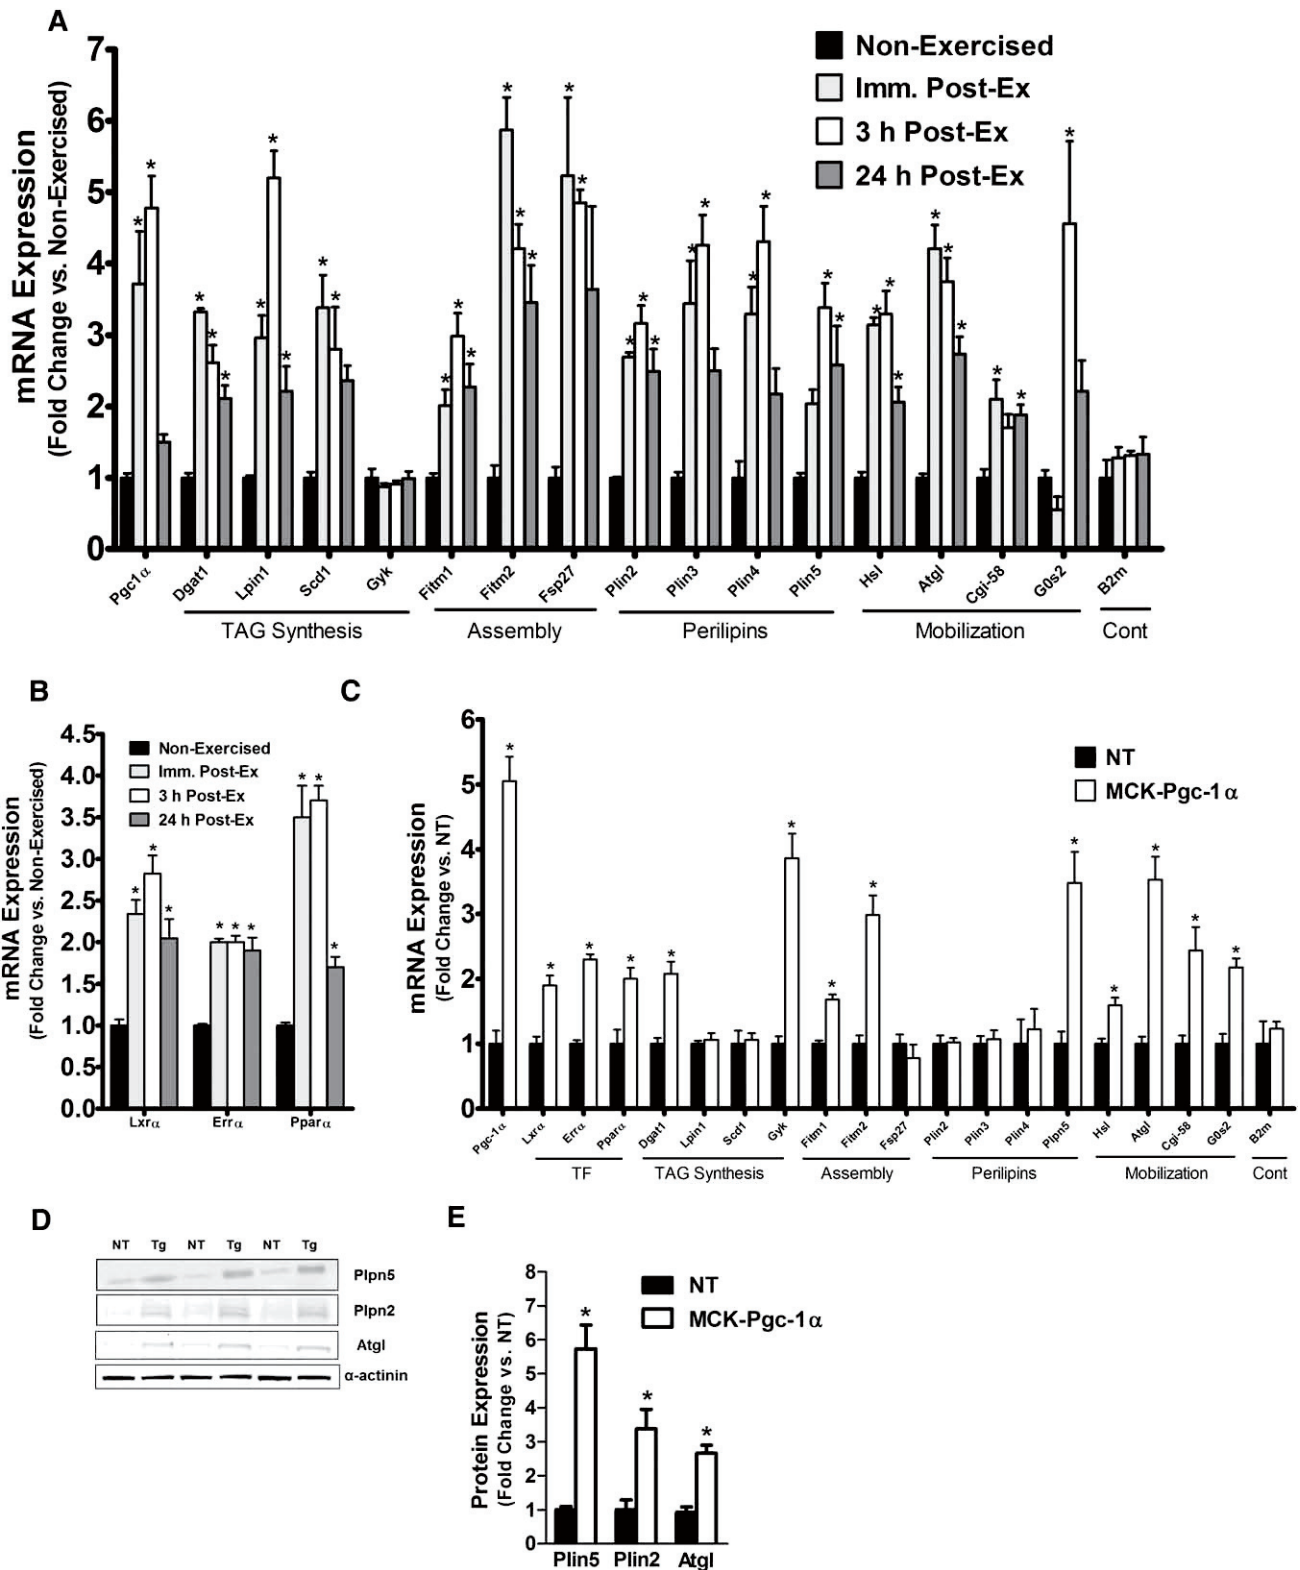 A
mRNA Expression
(Fold Change vs. Non-Exercised)
7
6
5
4
3
2
1
0
Non-Exercised
Imm. Post-Ex
3 h Post-Ex
24 h Post-Ex
* * * * * * * * * * * * * * * * * * * * * * * * * * * * * * * * * * *
Pgc1α Dgat1 Lpin1 Scd1 Gyk Fitm1 Fitm2 Fsp27 Plin2 Plin3 Plin4 Plin5 Hsl Atgl Cgi-58 G0s2 B2m
TAG Synthesis Assembly Perilipins Mobilization Cont
B
mRNA Expression
(Fold Change vs. Non-Exercised)
4.5
4.0
3.5
3.0
2.5
2.0
1.5
1.0
0.5
0.0
Non-Exercised
Imm. Post-Ex
3 h Post-Ex
24 h Post-Ex
* * * * * * * * *
Lxrα Errα Pparα
C
mRNA Expression
(Fold Change vs. NT)
6
5
4
3
2
1
0
NT
MCK-Pgc-1α
* * * * * * * * * * * * *
Pgc-1α Lxrα Errα Pparα Dgat1 Lpin1 Scd1 Gyk Fitm1 Fitm2 Fsp27 Plin2 Plin3 Plin4 Plpn5 Hsl Atgl Cgi-58 G0s2 B2m
TF TAG Synthesis Assembly Perilipins Mobilization Cont
D
NT Tg NT Tg NT Tg
Plpn5
Plpn2
Atgl
α-actinin
E
Protein Expression
(Fold Change vs. NT)
8
7
6
5
4
3
2
1
0
NT
MCK-Pgc-1α
* * *
Plin5 Plin2 Atgl